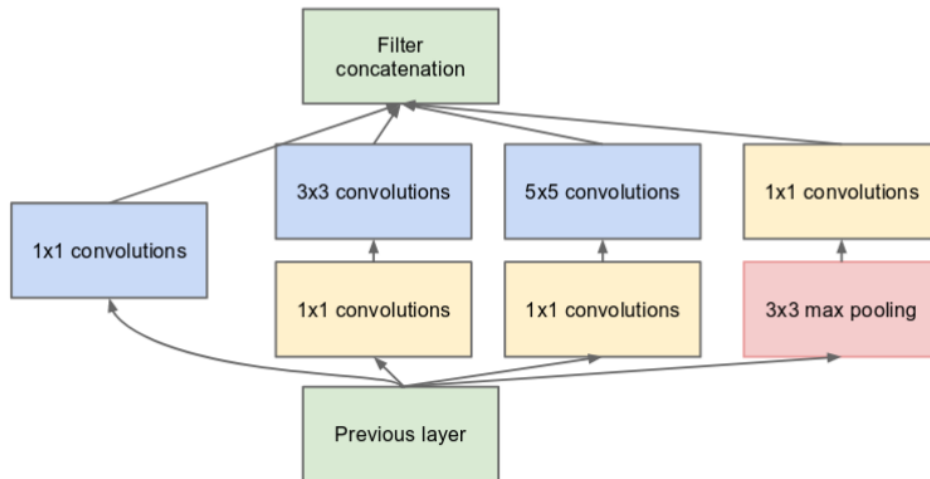 Filter
concatenation
3x3 convolutions
5x5 convolutions
1x1 convolutions
1x1 convolutions
1x1 convolutions
1x1 convolutions
3x3 max pooling
Previous layer